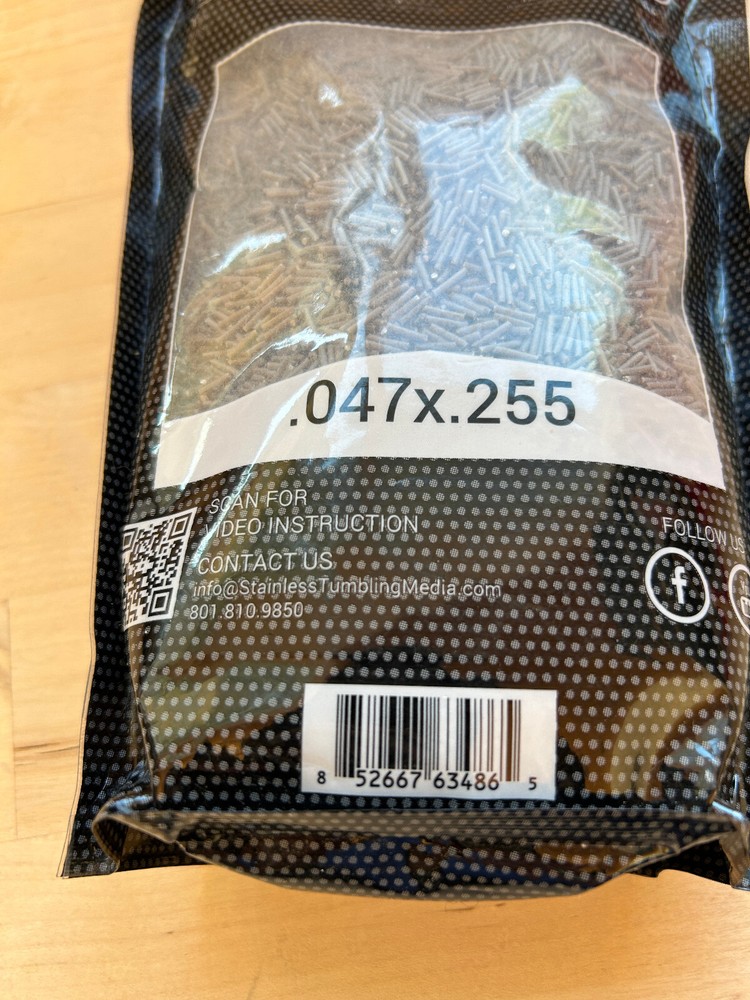 .047x.255
SCAN FOR
VIDEO INSTRUCTION
FOLLOW US
CONTACT US
info@StainlessTumblingMedia.com
801.810.9850
f
8 52667 63486 5